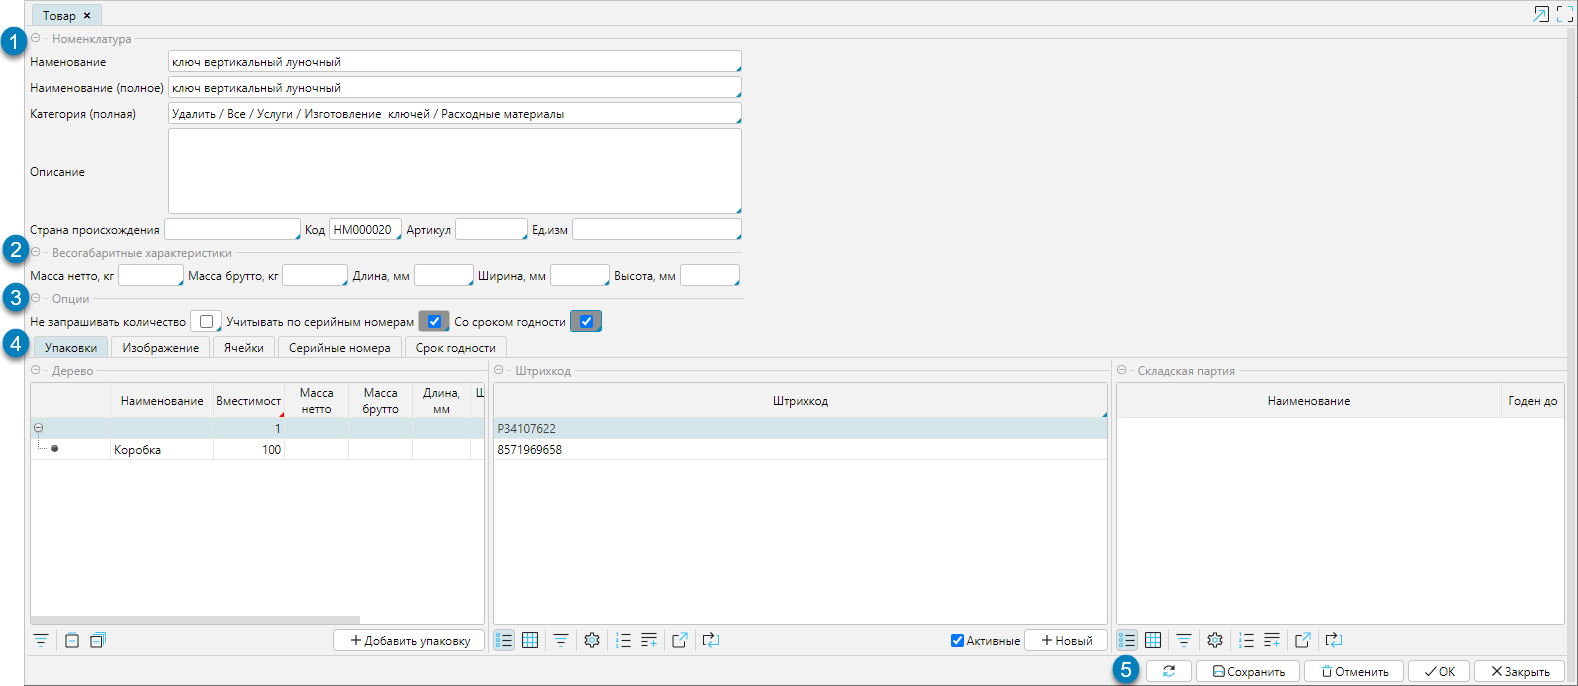 Товар ×
1
Номенклатура
Наменование ключ вертикальный луночный
Наименование (полное) ключ вертикальный луночный
Категория (полная) Удалить / Все / Услуги / Изготовление ключей / Расходные материалы
Описание
Страна происхождения Код НМ000020 Артикул Ед.изм
2
Весогабаритные характеристики
Масса нетто, кг Масса брутто, кг Длина, мм Ширина, мм Высота, мм
3
Опции
Не запрашивать количество Учитывать по серийным номерам Со сроком годности
4
Упаковки Изображение Ячейки Серийные номера Срок годности
Дерево Штрихкод Складская партия
Наименование Вместимост Масса нетто Масса брутто Длина, мм Ш Штрихкод Наименование Годен до
1 P34107622
Коробка 100 8571969658
+ Добавить упаковку Активные + Новый
5 Сохранить Отменить OK Закрыть